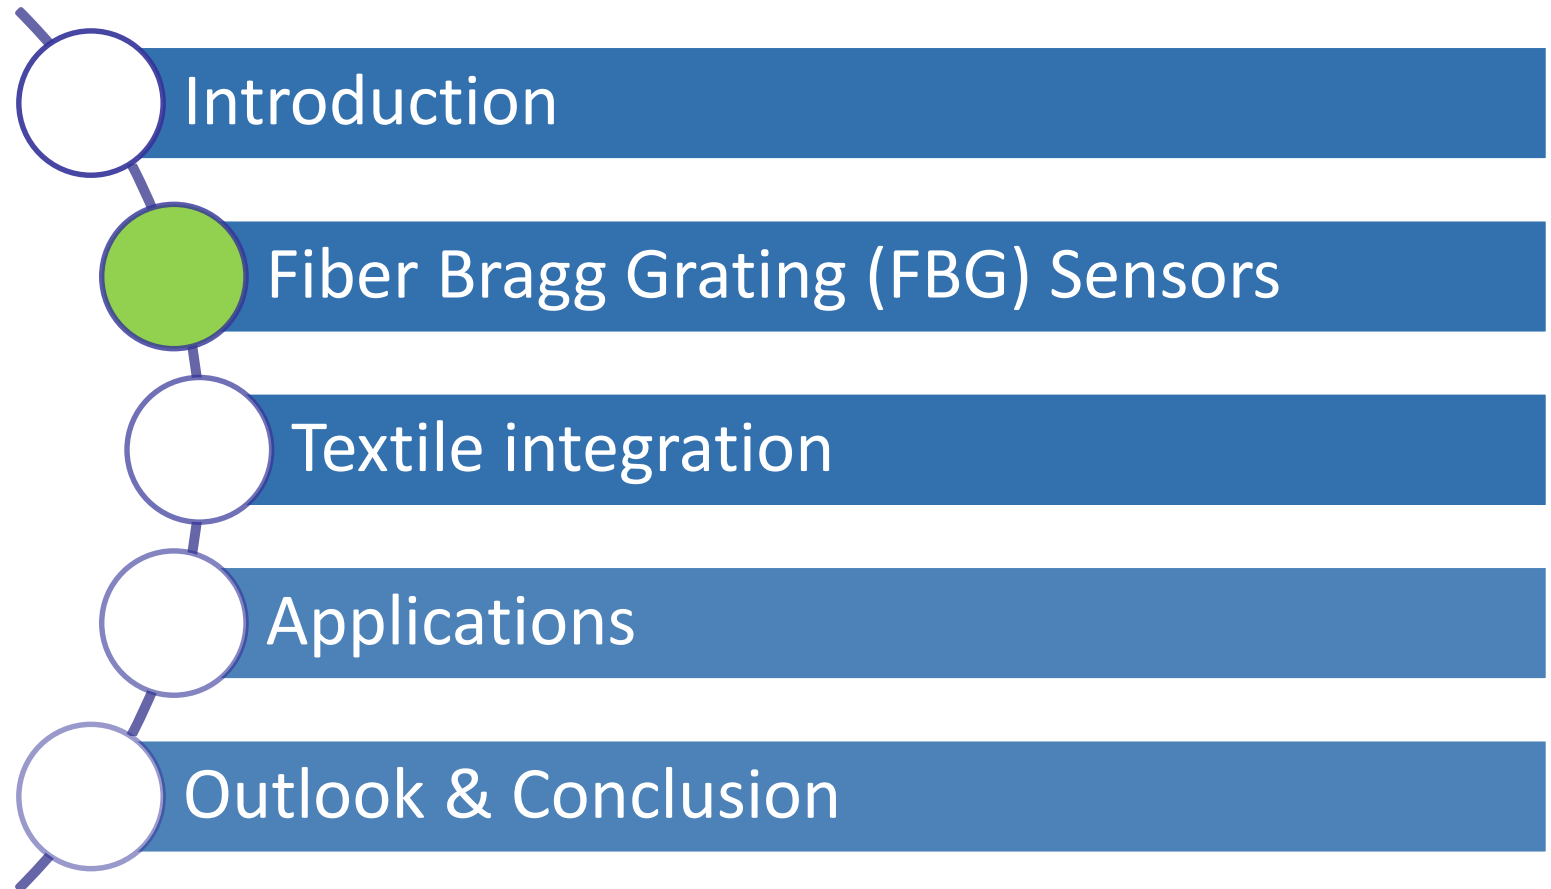 Introduction
Fiber Bragg Grating (FBG) Sensors
Textile integration
Applications
Outlook & Conclusion